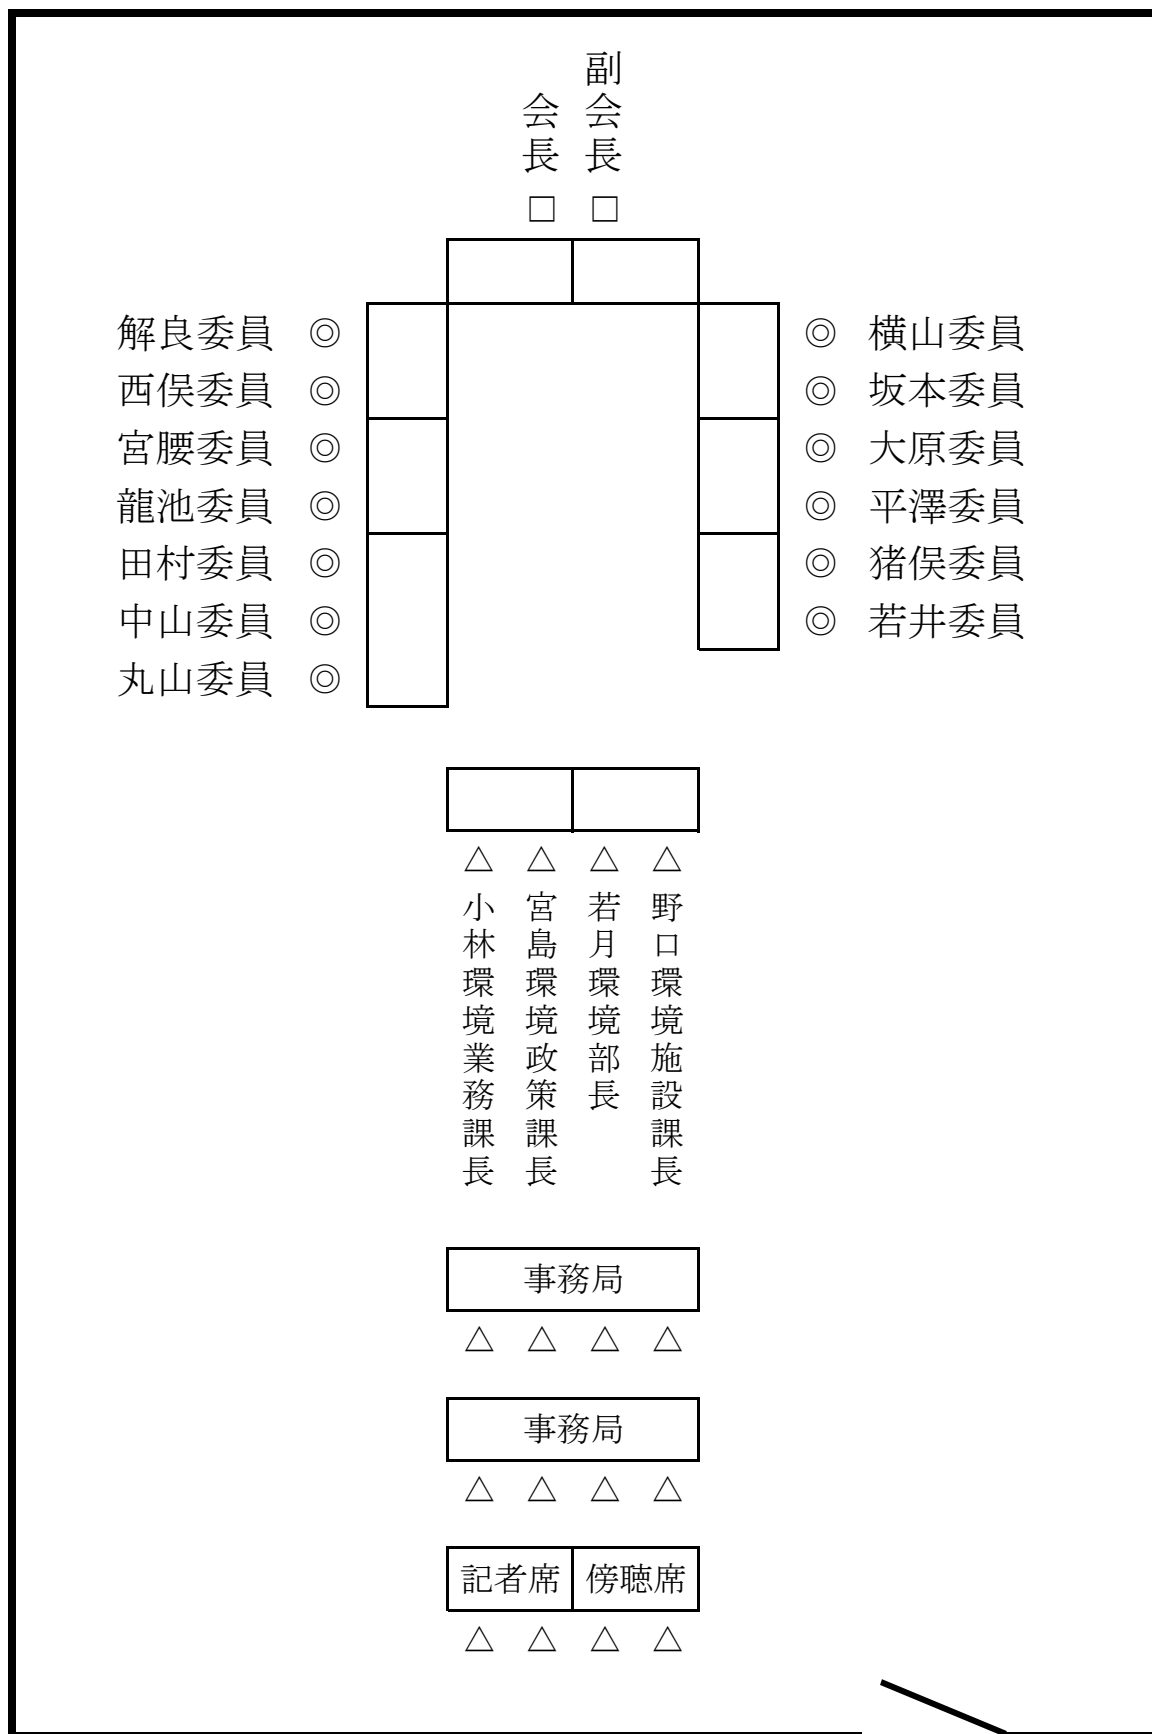 副会長 □
会長 □
解良委員 ◎
西俣委員 ◎
宮腰委員 ◎
龍池委員 ◎
田村委員 ◎
中山委員 ◎
丸山委員 ◎
◎ 横山委員
◎ 坂本委員
◎ 大原委員
◎ 平澤委員
◎ 猪俣委員
◎ 若井委員
△ 野口環境施設課長
△ 若月環境部長
△ 宮島環境政策課長
△ 小林環境業務課長
事務局
△ △ △ △
事務局
△ △ △ △
記者席 傍聴席
△ △ △ △